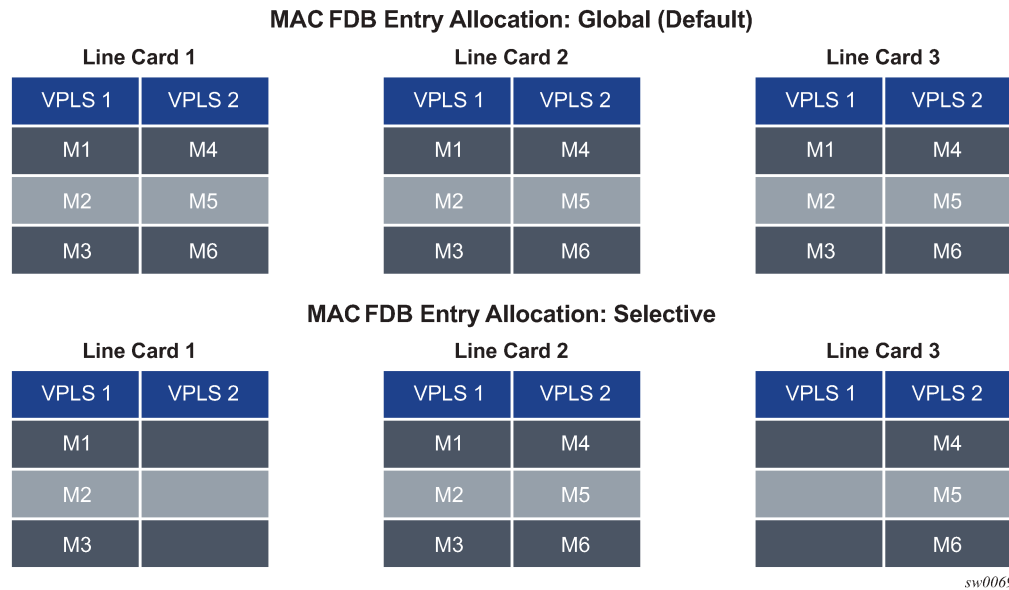 MAC FDB Entry Allocation: Global (Default)
Line Card 1 Line Card 2 Line Card 3
VPLS 1 VPLS 2 VPLS 1 VPLS 2 VPLS 1 VPLS 2
M1 M4 M1 M4 M1 M4
M2 M5 M2 M5 M2 M5
M3 M6 M3 M6 M3 M6
MAC FDB Entry Allocation: Selective
Line Card 1 Line Card 2 Line Card 3
VPLS 1 VPLS 2 VPLS 1 VPLS 2 VPLS 1 VPLS 2
M1 M1 M4 M4
M2 M2 M5 M5
M3 M3 M6 M6
sw0069